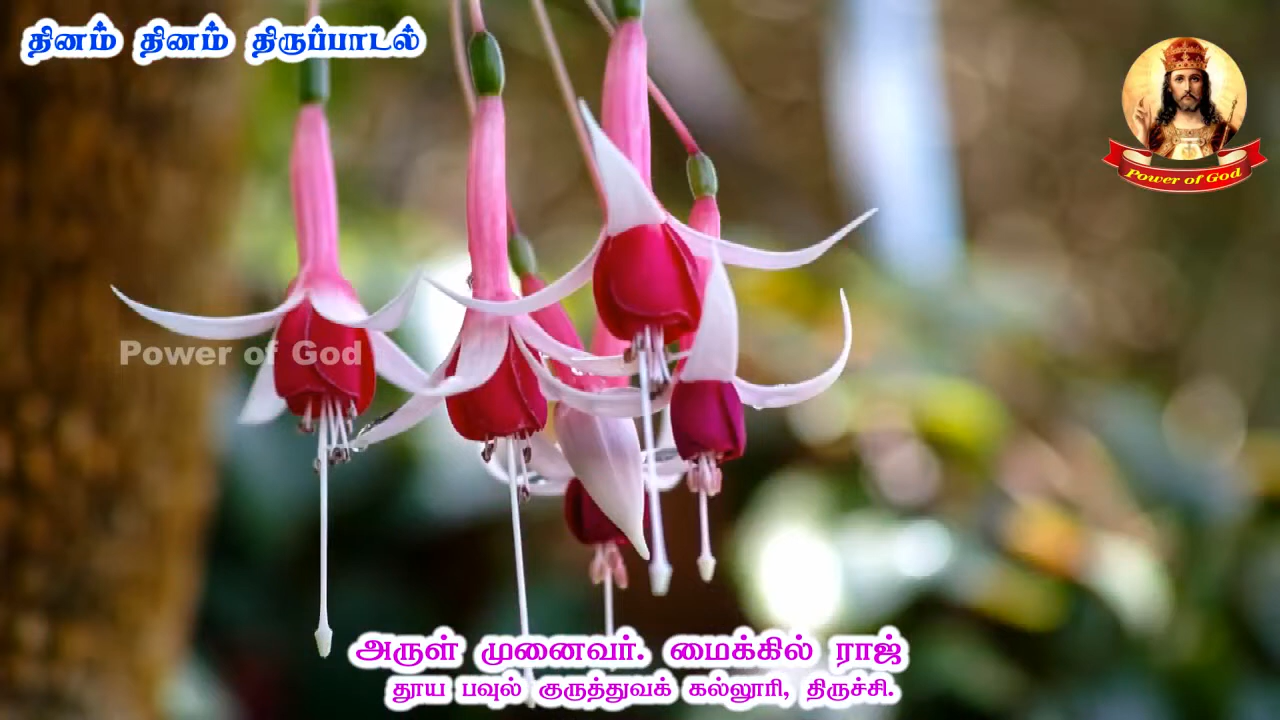 தினம் தினம் திருப்பாடல்
Power of God
Power of God
அருள் முனைவர். மைக்கில் ராஜ்
தூய பவுல் குருத்துவக் கல்லூரி, திருச்சி.